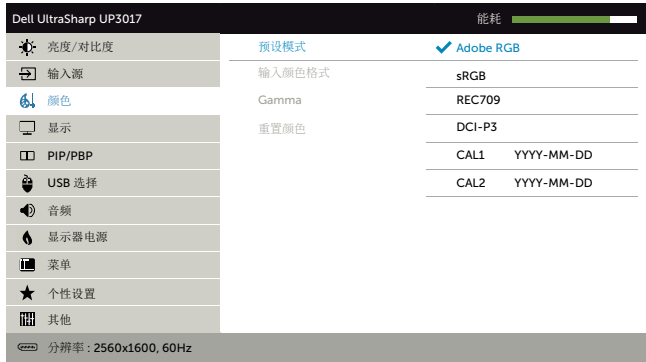 Dell UltraSharp UP3017 能耗
亮度/对比度 预设模式 Adobe RGB
输入源 输入颜色格式 sRGB
颜色 Gamma REC709
显示 重置颜色 DCI-P3
PIP/PBP CAL1 YYYY-MM-DD
USB 选择 CAL2 YYYY-MM-DD
音频
显示器电源
菜单
个性设置
其他
分辨率 : 2560x1600, 60Hz